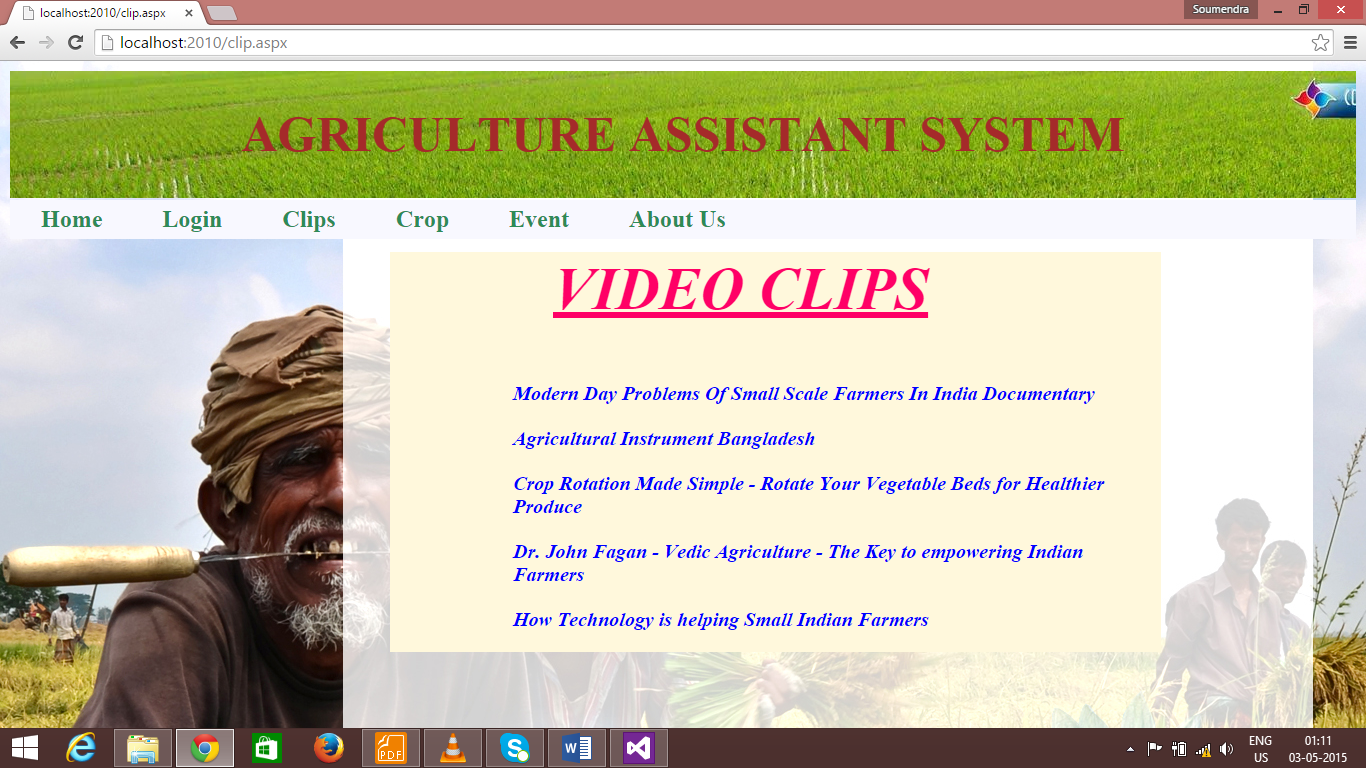 localhost:2010/clip.aspx
Soumendra
localhost:2010/clip.aspx
AGRICULTURE ASSISTANT SYSTEM
Home Login Clips Crop Event About Us
VIDEO CLIPS
Modern Day Problems Of Small Scale Farmers In India Documentary
Agricultural Instrument Bangladesh
Crop Rotation Made Simple - Rotate Your Vegetable Beds for Healthier
Produce
Dr. John Fagan - Vedic Agriculture - The Key to empowering Indian
Farmers
How Technology is helping Small Indian Farmers
PDF
ENG 01:11
US 03-05-2015